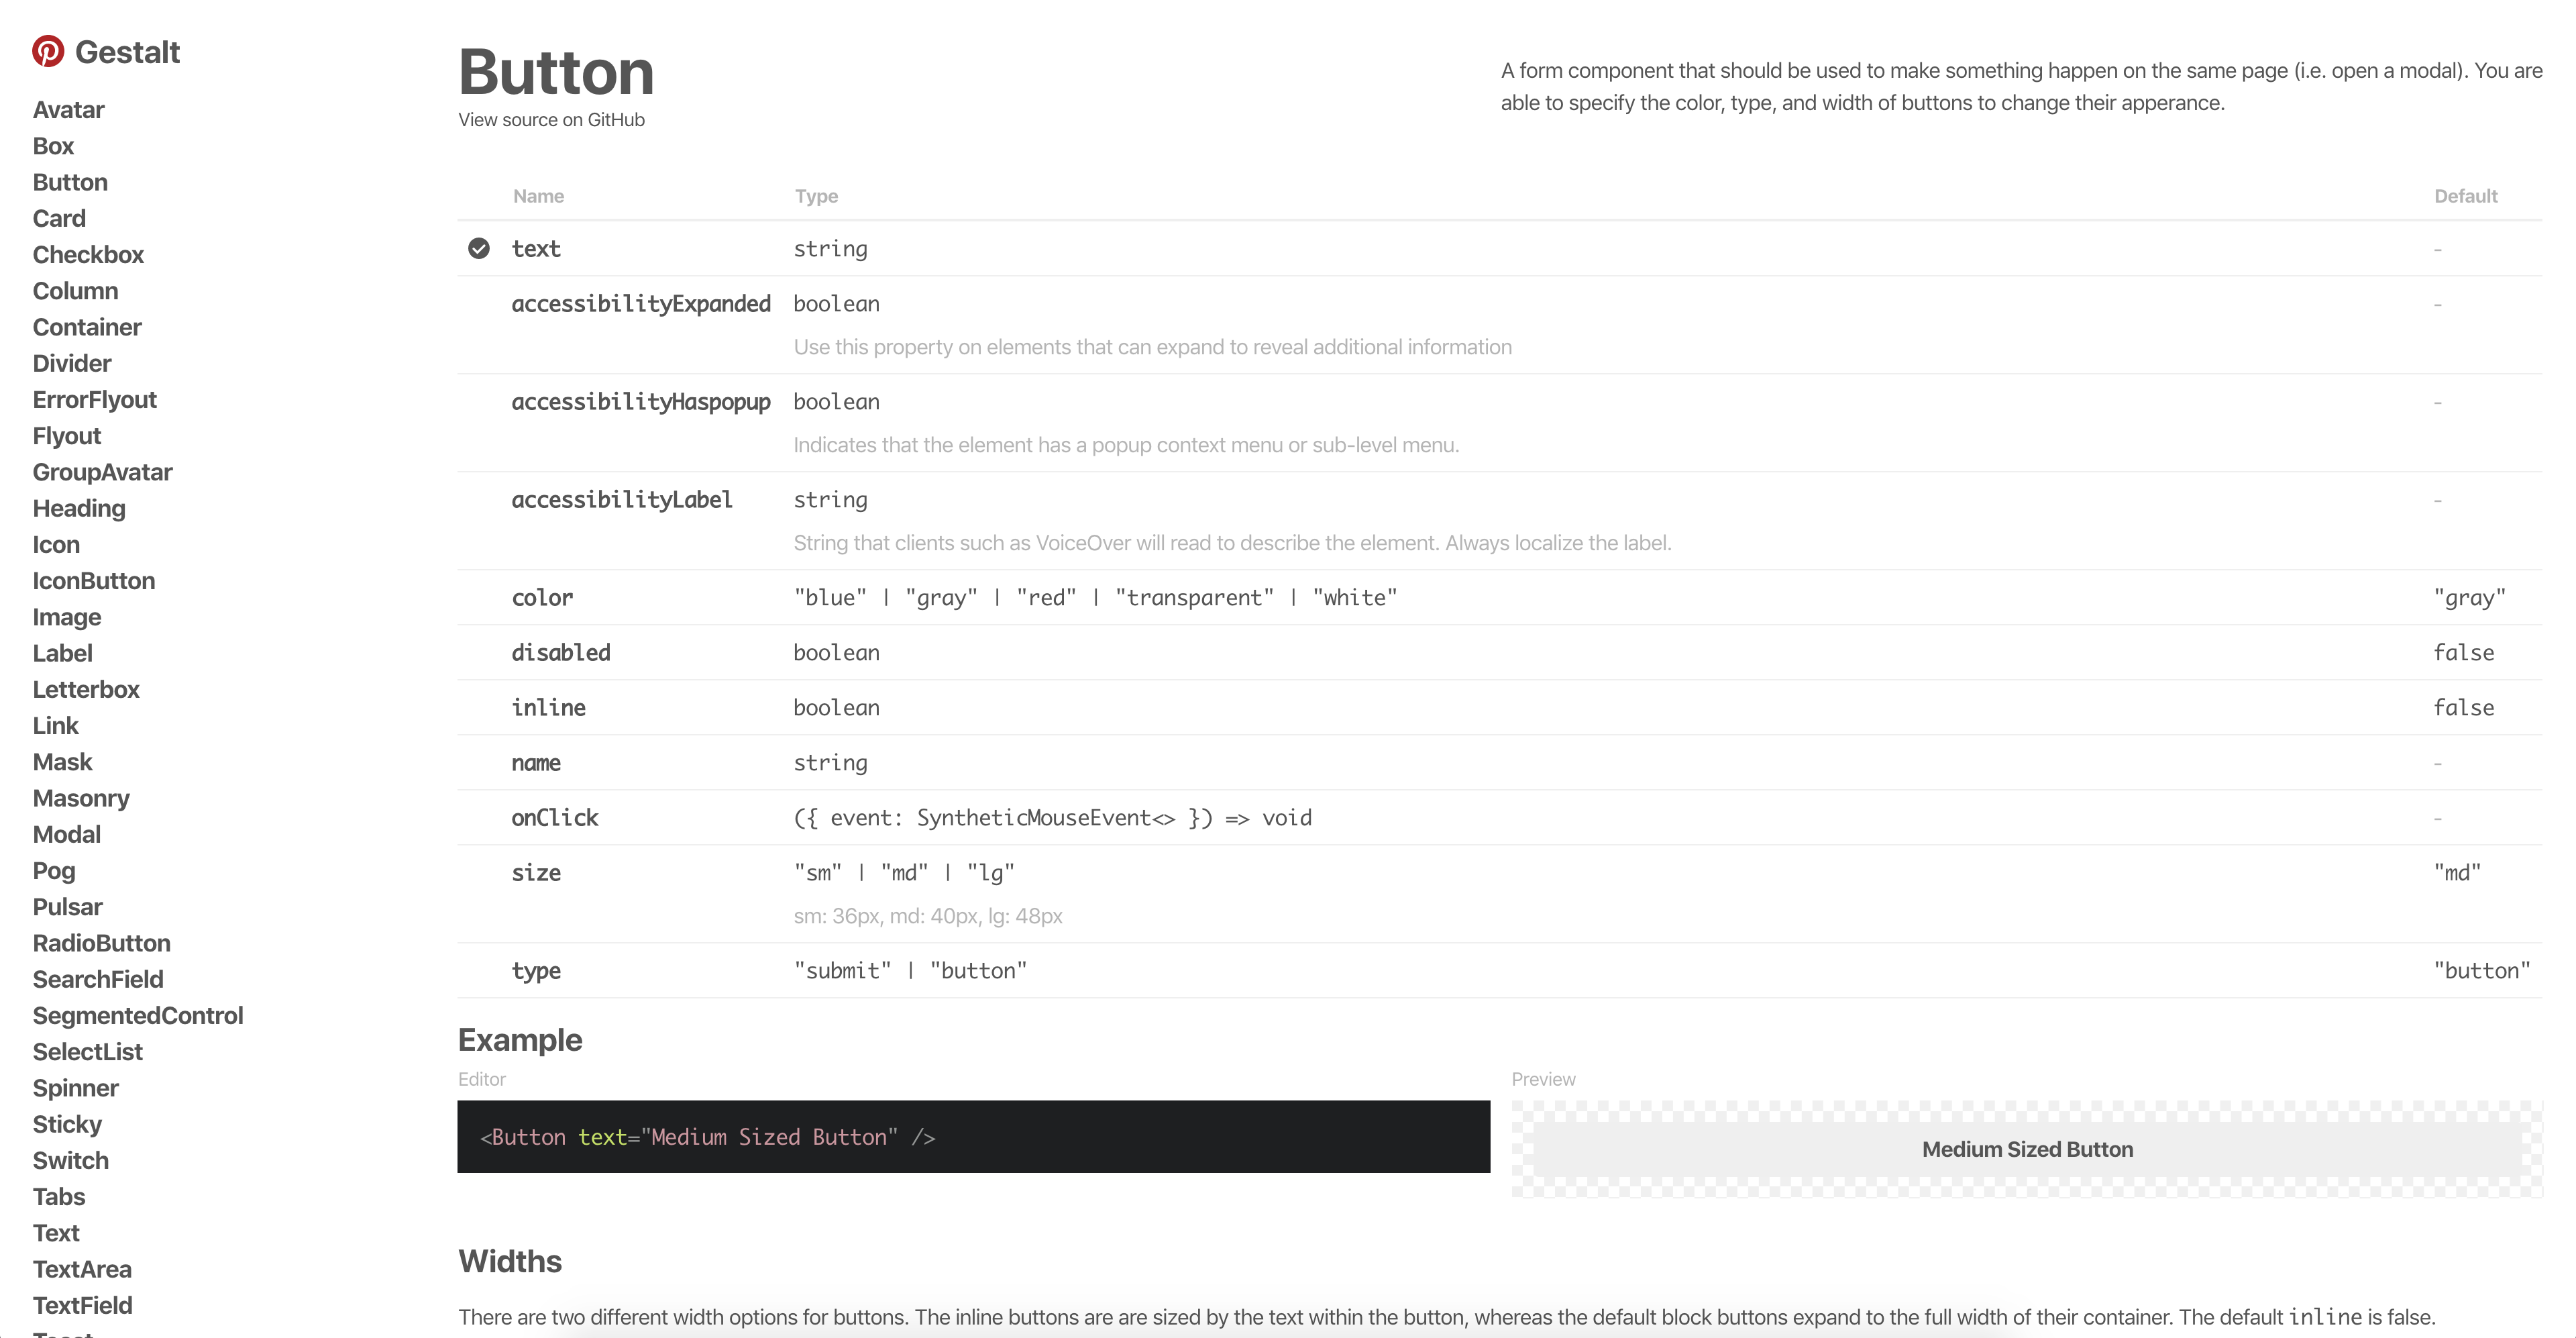 Gestalt
Avatar
Box
Button
Card
Checkbox
Column
Container
Divider
ErrorFlyout
Flyout
GroupAvatar
Heading
Icon
IconButton
Image
Label
Letterbox
Link
Mask
Masonry
Modal
Pog
Pulsar
RadioButton
SearchField
SegmentedControl
SelectList
Spinner
Sticky
Switch
Tabs
Text
TextArea
TextField
Button
View source on GitHub
A form component that should be used to make something happen on the same page (i.e. open a modal). You are
able to specify the color, type, and width of buttons to change their apperance.
Name Type Default
text string -
accessibilityExpanded boolean -
Use this property on elements that can expand to reveal additional information
accessibilityHaspopup boolean -
Indicates that the element has a popup context menu or sub-level menu.
accessibilityLabel string -
String that clients such as VoiceOver will read to describe the element. Always localize the label.
color "blue" | "gray" | "red" | "transparent" | "white" "gray"
disabled boolean false
inline boolean false
name string -
onClick ({ event: SyntheticMouseEvent<> }) => void -
size "sm" | "md" | "lg" "md"
sm: 36px, md: 40px, lg: 48px
type "submit" | "button" "button"
Example
Editor
<Button text="Medium Sized Button" />
Preview
Medium Sized Button
Widths
There are two different width options for buttons. The inline buttons are are sized by the text within the button, whereas the default block buttons expand to the full width of their container. The default inline is false.